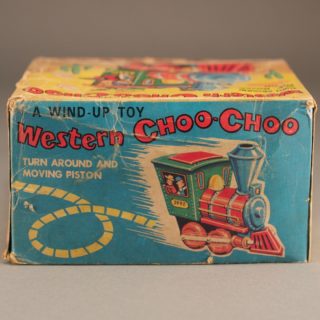 A WIND-UP TOY
Western CHOO-CHOO
TURN AROUND AND
MOVING PISTON